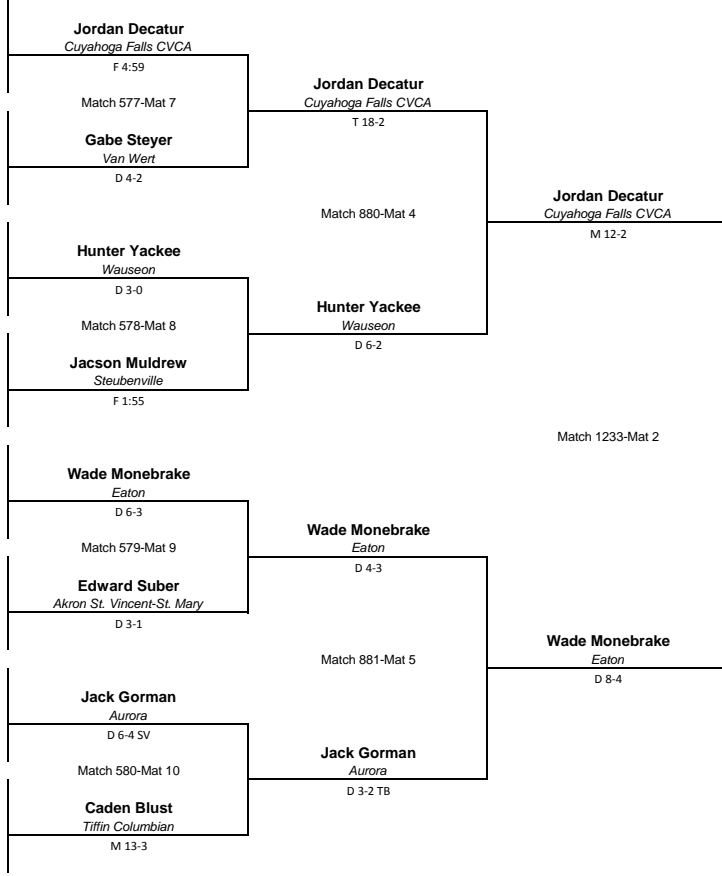 Jordan Decatur
Cuyahoga Falls CVCA
F 4:59
Match 577-Mat 7
Gabe Steyer
Van Wert
D 4-2
Jordan Decatur
Cuyahoga Falls CVCA
T 18-2
Match 880-Mat 4
Jordan Decatur
Cuyahoga Falls CVCA
M 12-2
Hunter Yackee
Wauseon
D 3-0
Match 578-Mat 8
Jacson Muldrew
Steubenville
F 1:55
Hunter Yackee
Wauseon
D 6-2
Match 1233-Mat 2
Wade Monebrake
Eaton
D 6-3
Match 579-Mat 9
Edward Suber
Akron St. Vincent-St. Mary
D 3-1
Wade Monebrake
Eaton
D 4-3
Match 881-Mat 5
Wade Monebrake
Eaton
D 8-4
Jack Gorman
Aurora
D 6-4 SV
Match 580-Mat 10
Caden Blust
Tiffin Columbian
M 13-3
Jack Gorman
Aurora
D 3-2 TB